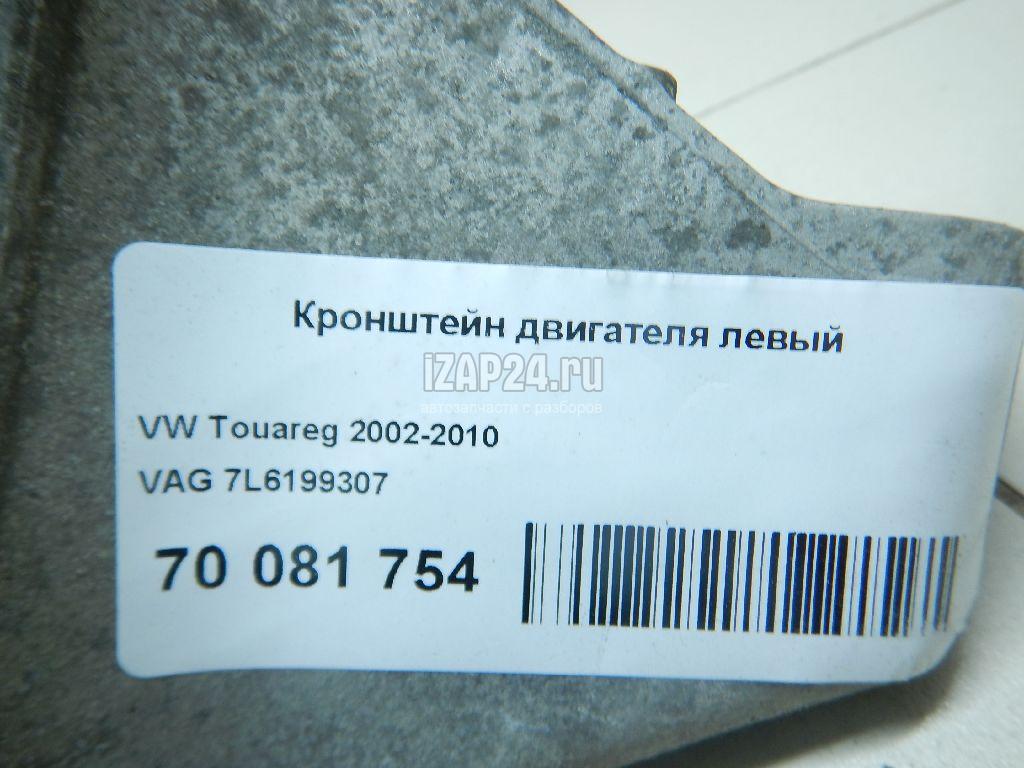 Кронштейн двигателя левый
iZAP24.ru
автозапчасти с разборов
VW Touareg 2002-2010
VAG 7L6199307
70 081 754